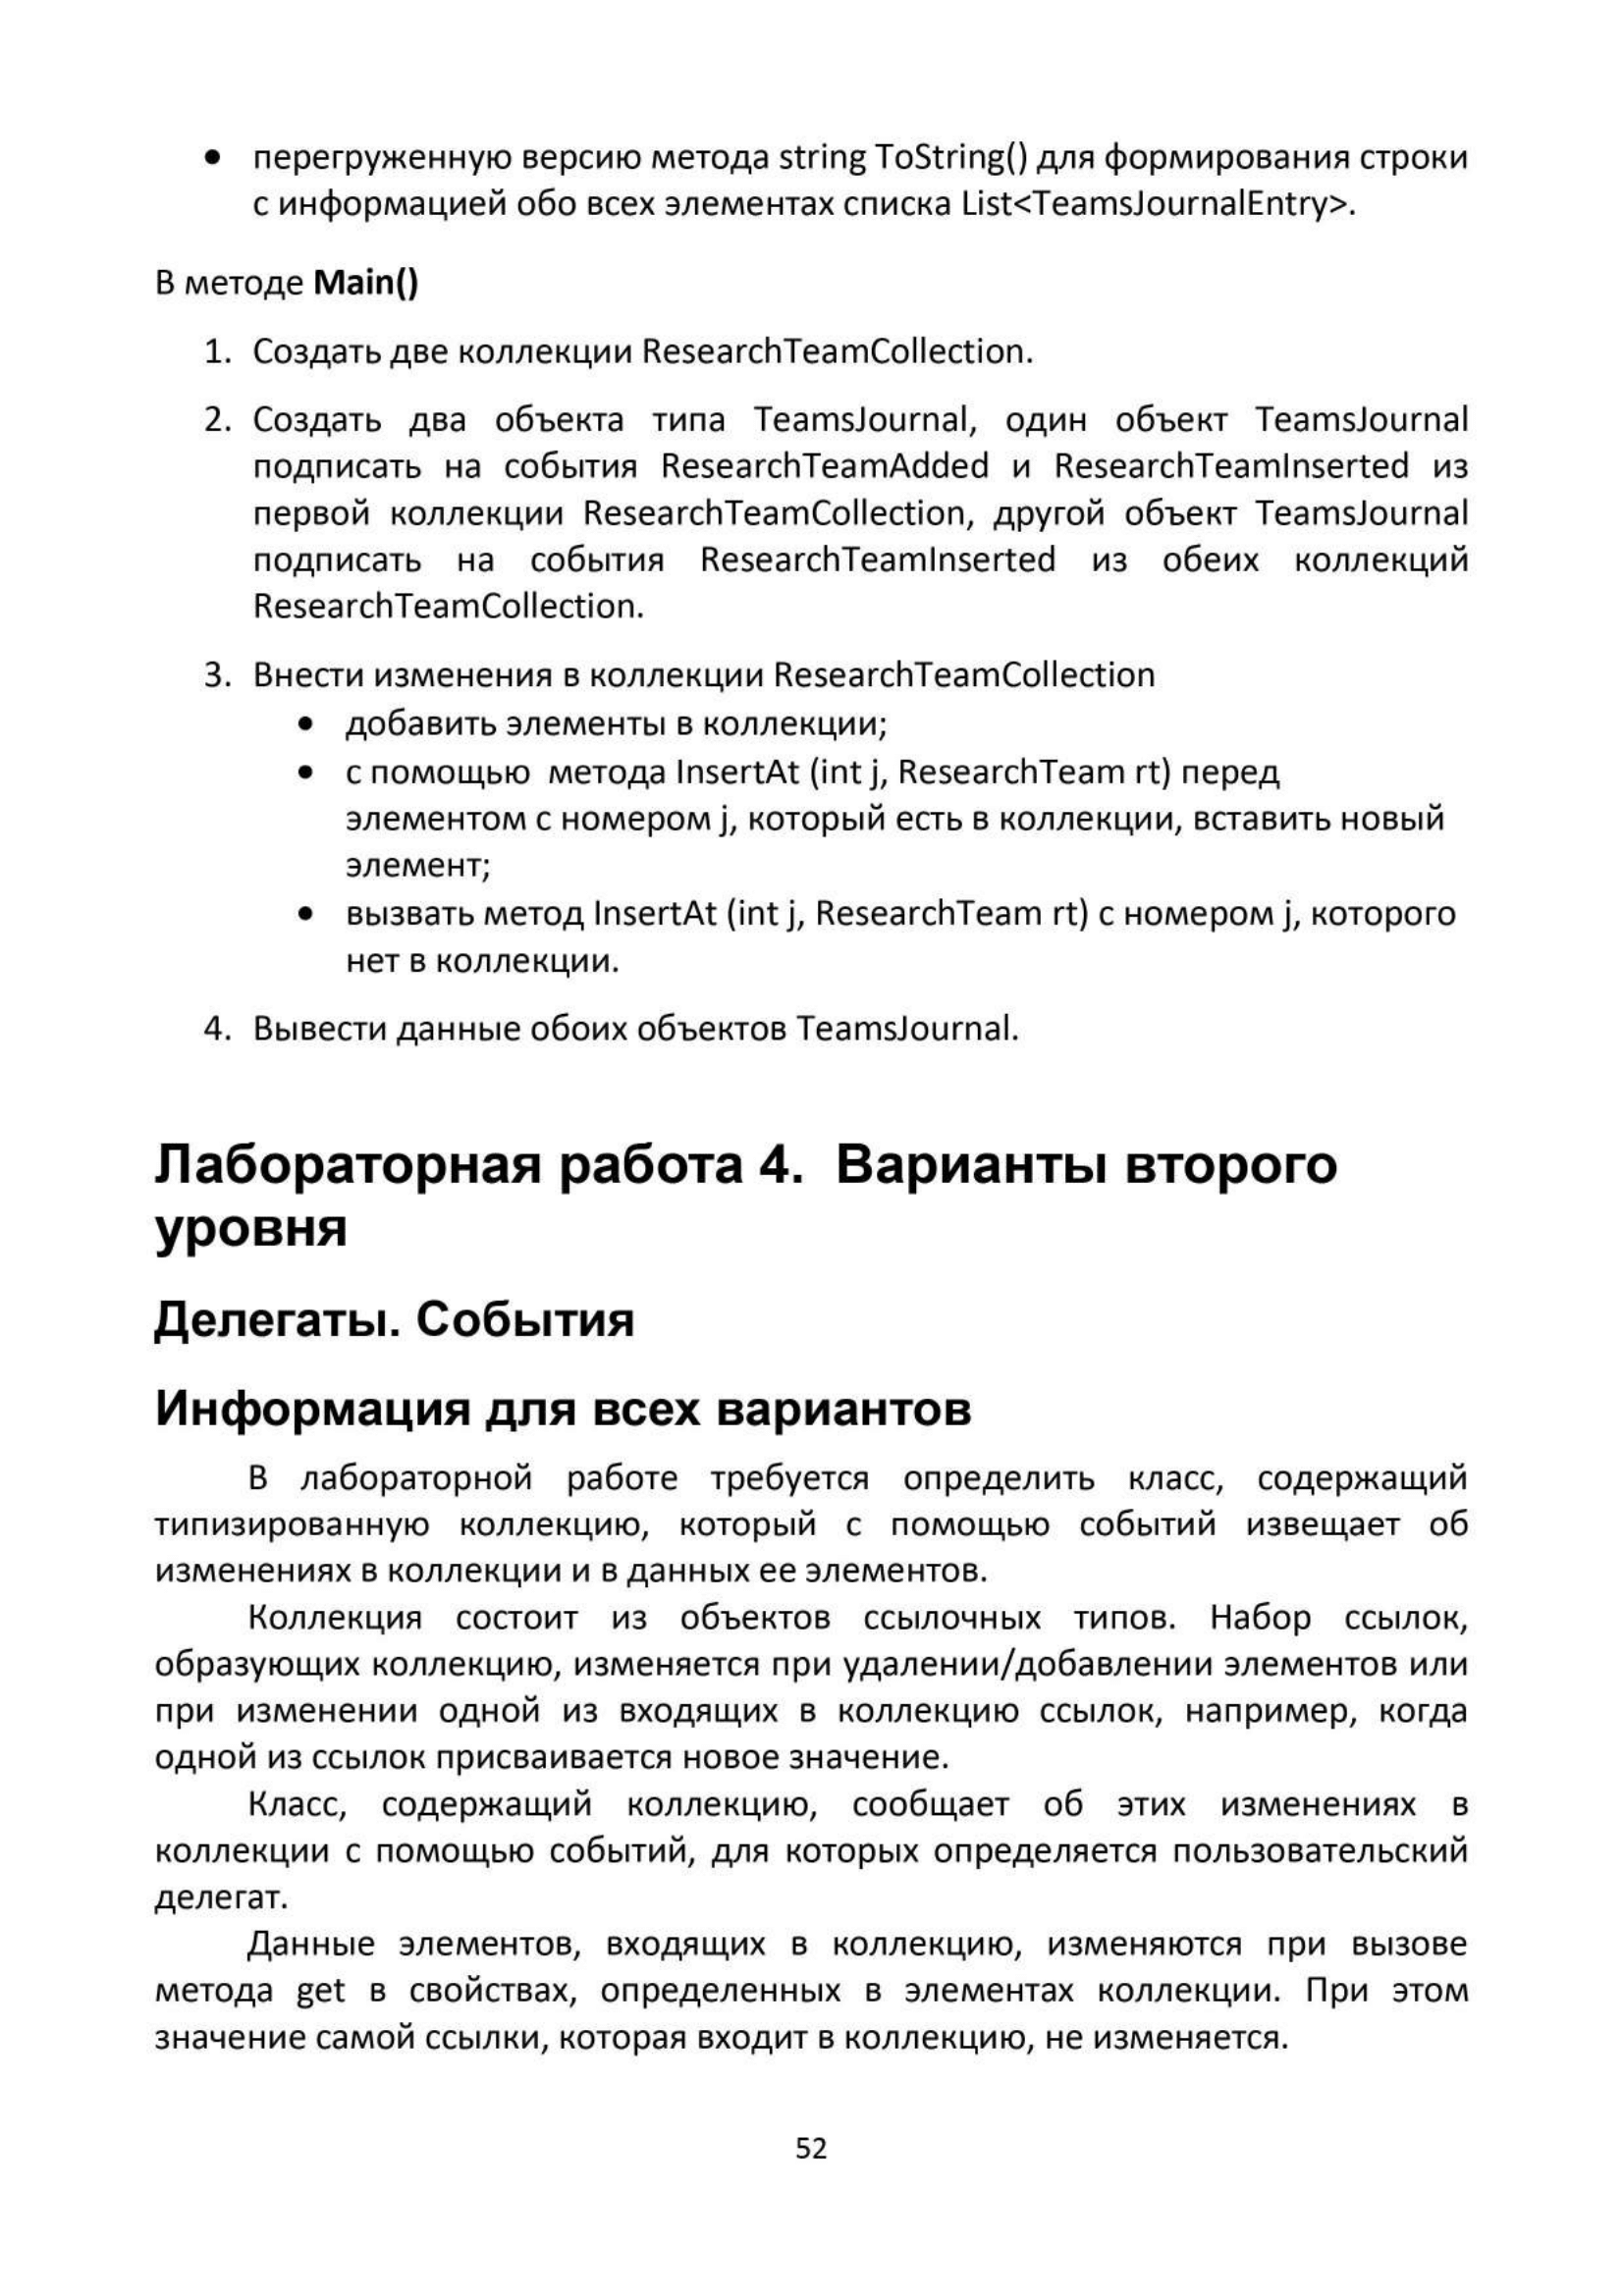 • перегруженную версию метода string ToString() для формирования строки
с информацией обо всех элементах списка List<TeamsJournalEntry>.
В методе Main()
1. Создать две коллекции ResearchTeamCollection.
2. Создать два объекта типа TeamsJournal, один объект TeamsJournal
подписать на события ResearchTeamAdded и ResearchTeamInserted из
первой коллекции ResearchTeamCollection, другой объект TeamsJournal
подписать на события ResearchTeamInserted из обеих коллекций
ResearchTeamCollection.
3. Внести изменения в коллекции ResearchTeamCollection
• добавить элементы в коллекции;
• с помощью метода InsertAt (int j, ResearchTeam rt) перед
элементом с номером j, который есть в коллекции, вставить новый
элемент;
• вызвать метод InsertAt (int j, ResearchTeam rt) с номером j, которого
нет в коллекции.
4. Вывести данные обоих объектов TeamsJournal.
Лабораторная работа 4. Варианты второго
уровня
Делегаты. События
Информация для всех вариантов
В лабораторной работе требуется определить класс, содержащий
типизированную коллекцию, который с помощью событий извещает об
изменениях в коллекции и в данных ее элементов.
Коллекция состоит из объектов ссылочных типов. Набор ссылок,
образующих коллекцию, изменяется при удалении/добавлении элементов или
при изменении одной из входящих в коллекцию ссылок, например, когда
одной из ссылок присваивается новое значение.
Класс, содержащий коллекцию, сообщает об этих изменениях в
коллекции с помощью событий, для которых определяется пользовательский
делегат.
Данные элементов, входящих в коллекцию, изменяются при вызове
метода get в свойствах, определенных в элементах коллекции. При этом
значение самой ссылки, которая входит в коллекцию, не изменяется.
52